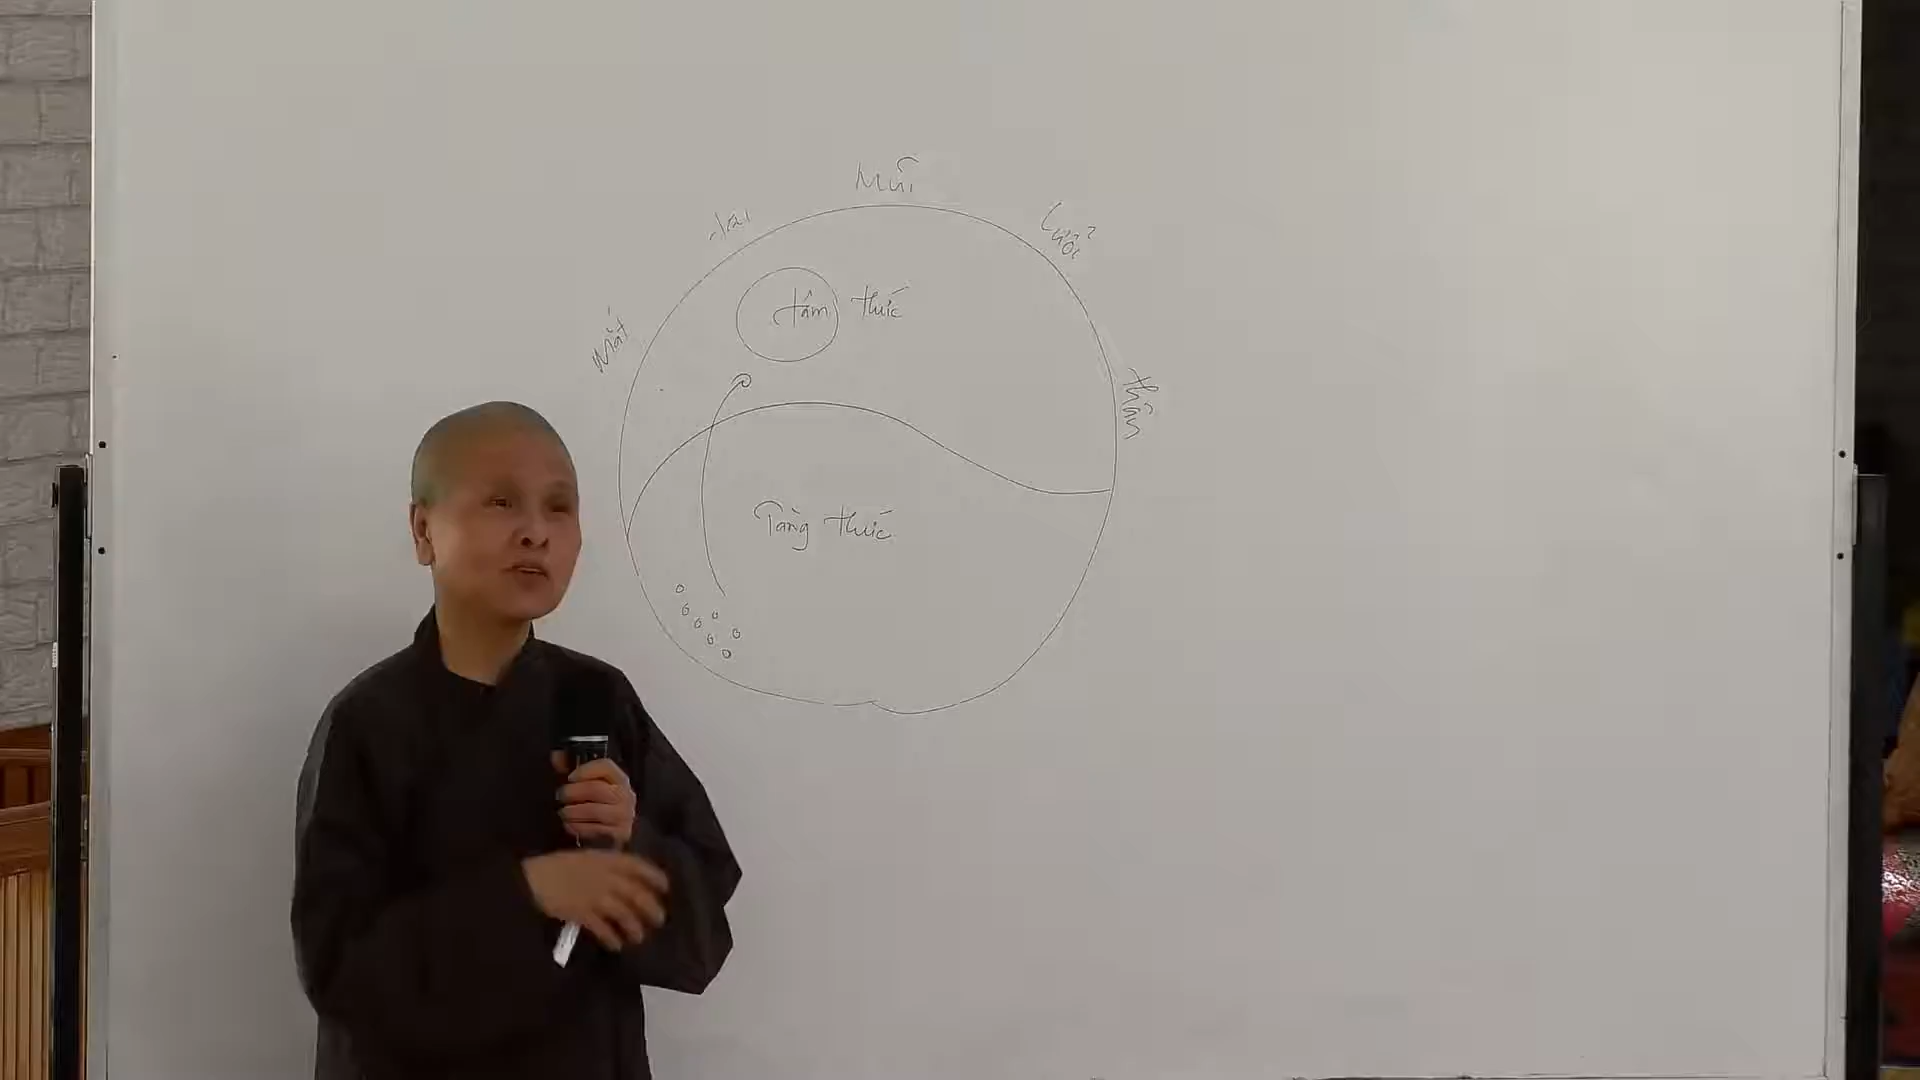 Mũi
Tai
Lưỡi
Mắt
tâm thức
thân
Tàng thức